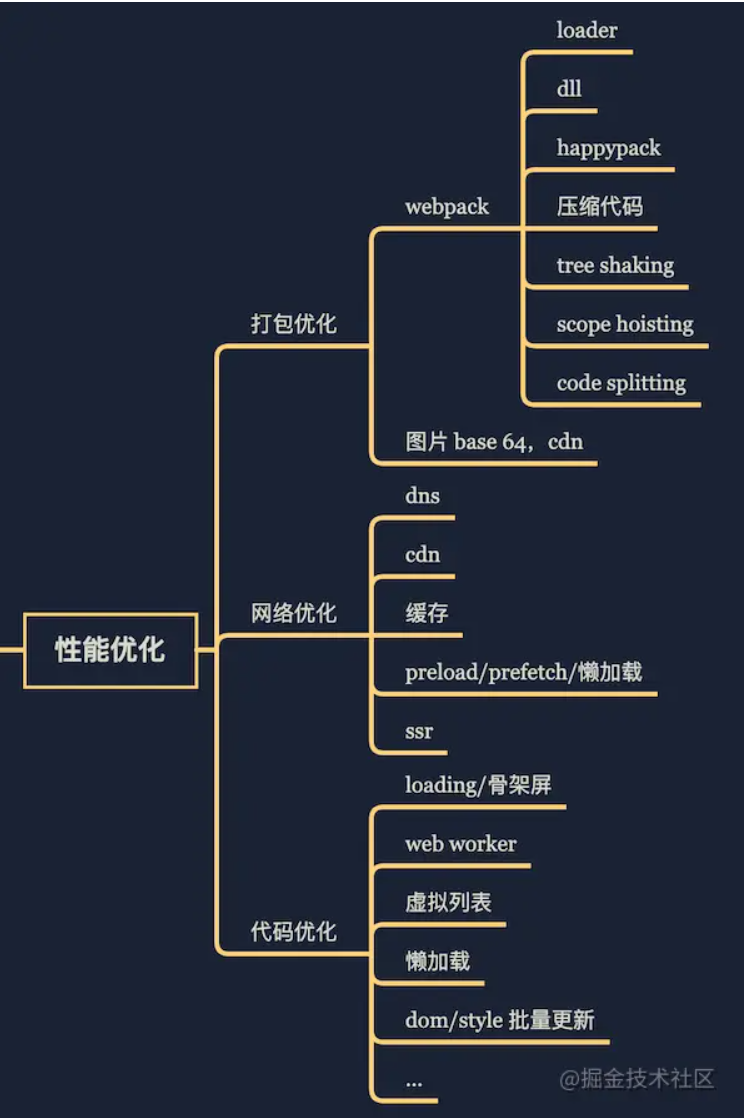 loader
dll
happypack
webpack
压缩代码
tree shaking
打包优化
scope hoisting
code splitting
图片 base 64，cdn
dns
cdn
网络优化
缓存
性能优化
preload/prefetch/懒加载
ssr
loading/骨架屏
web worker
虚拟列表
代码优化
懒加载
dom/style 批量更新
...
@掘金技术社区